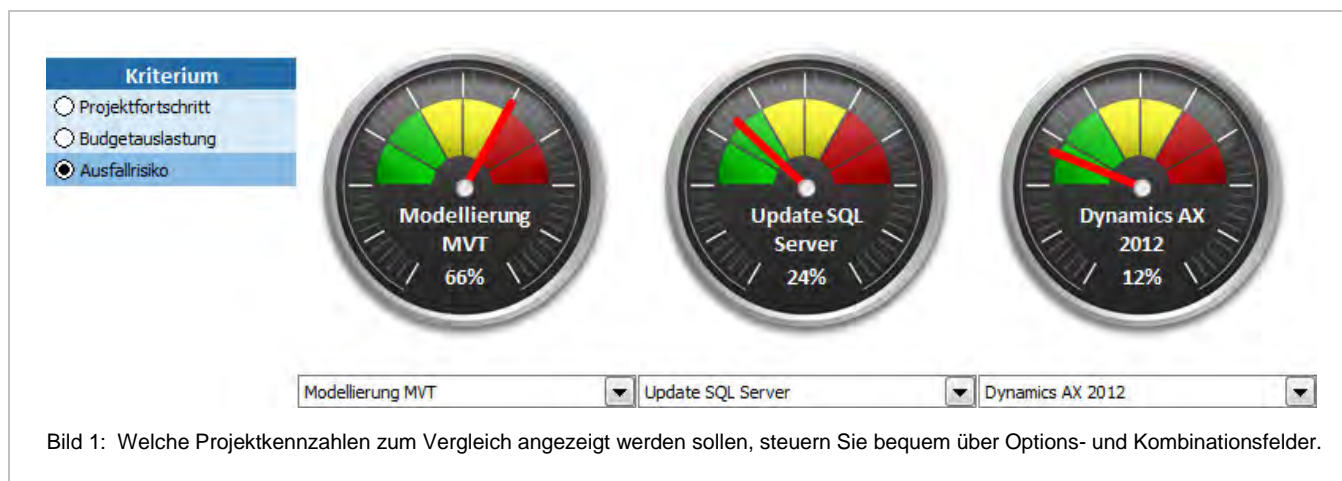 Kriterium
Projektfortschritt
Budgetauslastung
Ausfallrisiko
Modellierung
MVT
66%
Update SQL
Server
24%
Dynamics AX
2012
12%
Modellierung MVT
Update SQL Server
Dynamics AX 2012
Bild 1: Welche Projektkennzahlen zum Vergleich angezeigt werden sollen, steuern Sie bequem über Options- und Kombinationsfelder.